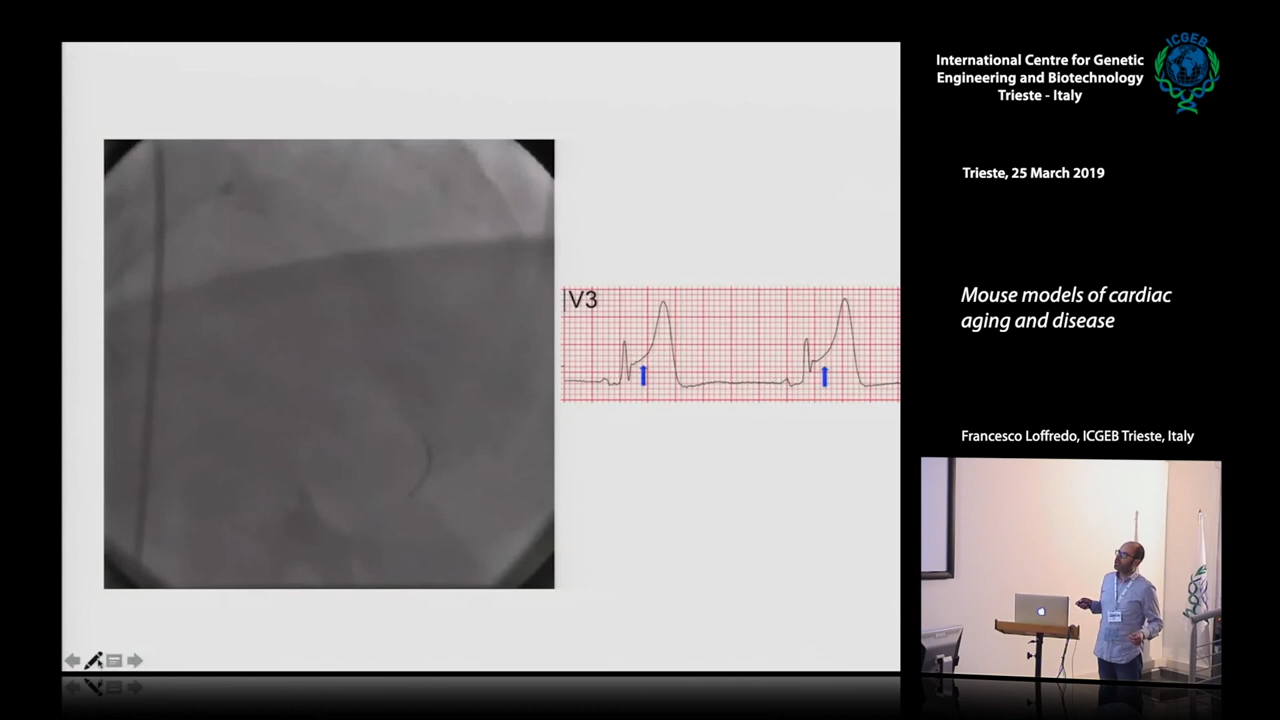 V3
International Centre for Genetic
Engineering and Biotechnology
Trieste - Italy
ICGEB
Trieste, 25 March 2019
Mouse models of cardiac
aging and disease
Francesco Loffredo, ICGEB Trieste, Italy